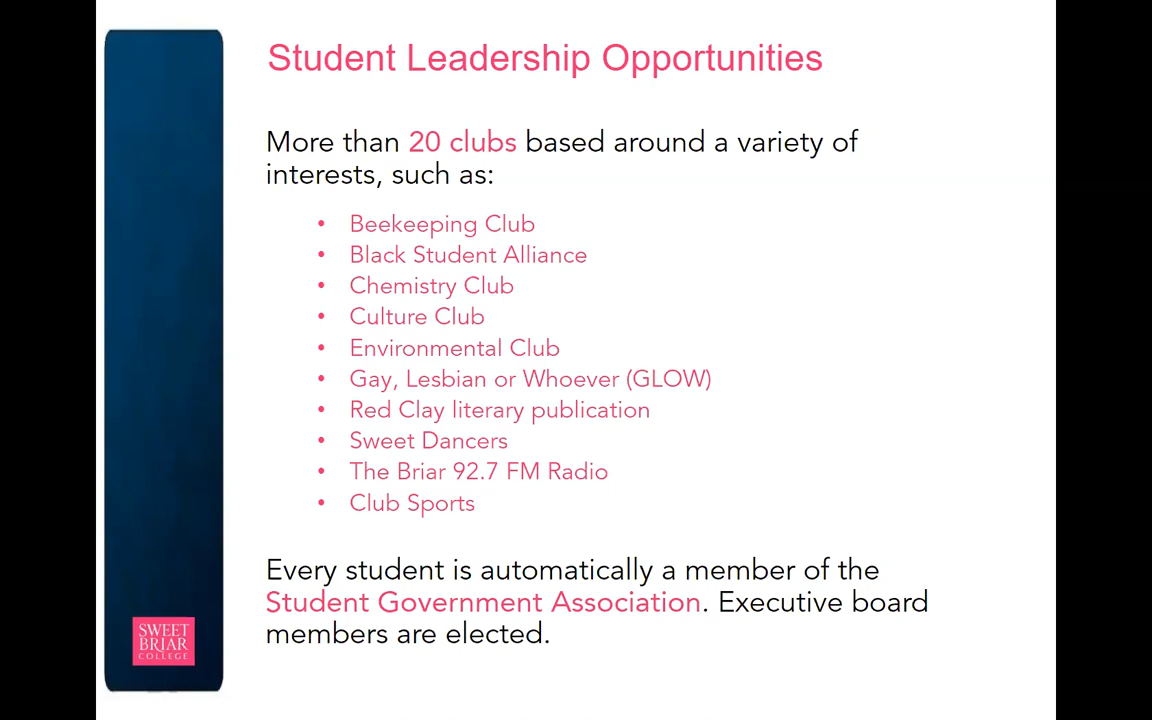 Student Leadership Opportunities
More than 20 clubs based around a variety of
interests, such as:
• Beekeeping Club
• Black Student Alliance
• Chemistry Club
• Culture Club
• Environmental Club
• Gay, Lesbian or Whoever (GLOW)
• Red Clay literary publication
• Sweet Dancers
• The Briar 92.7 FM Radio
• Club Sports
Every student is automatically a member of the
Student Government Association. Executive board
members are elected.
SWEET
BRIAR
COLLEGE